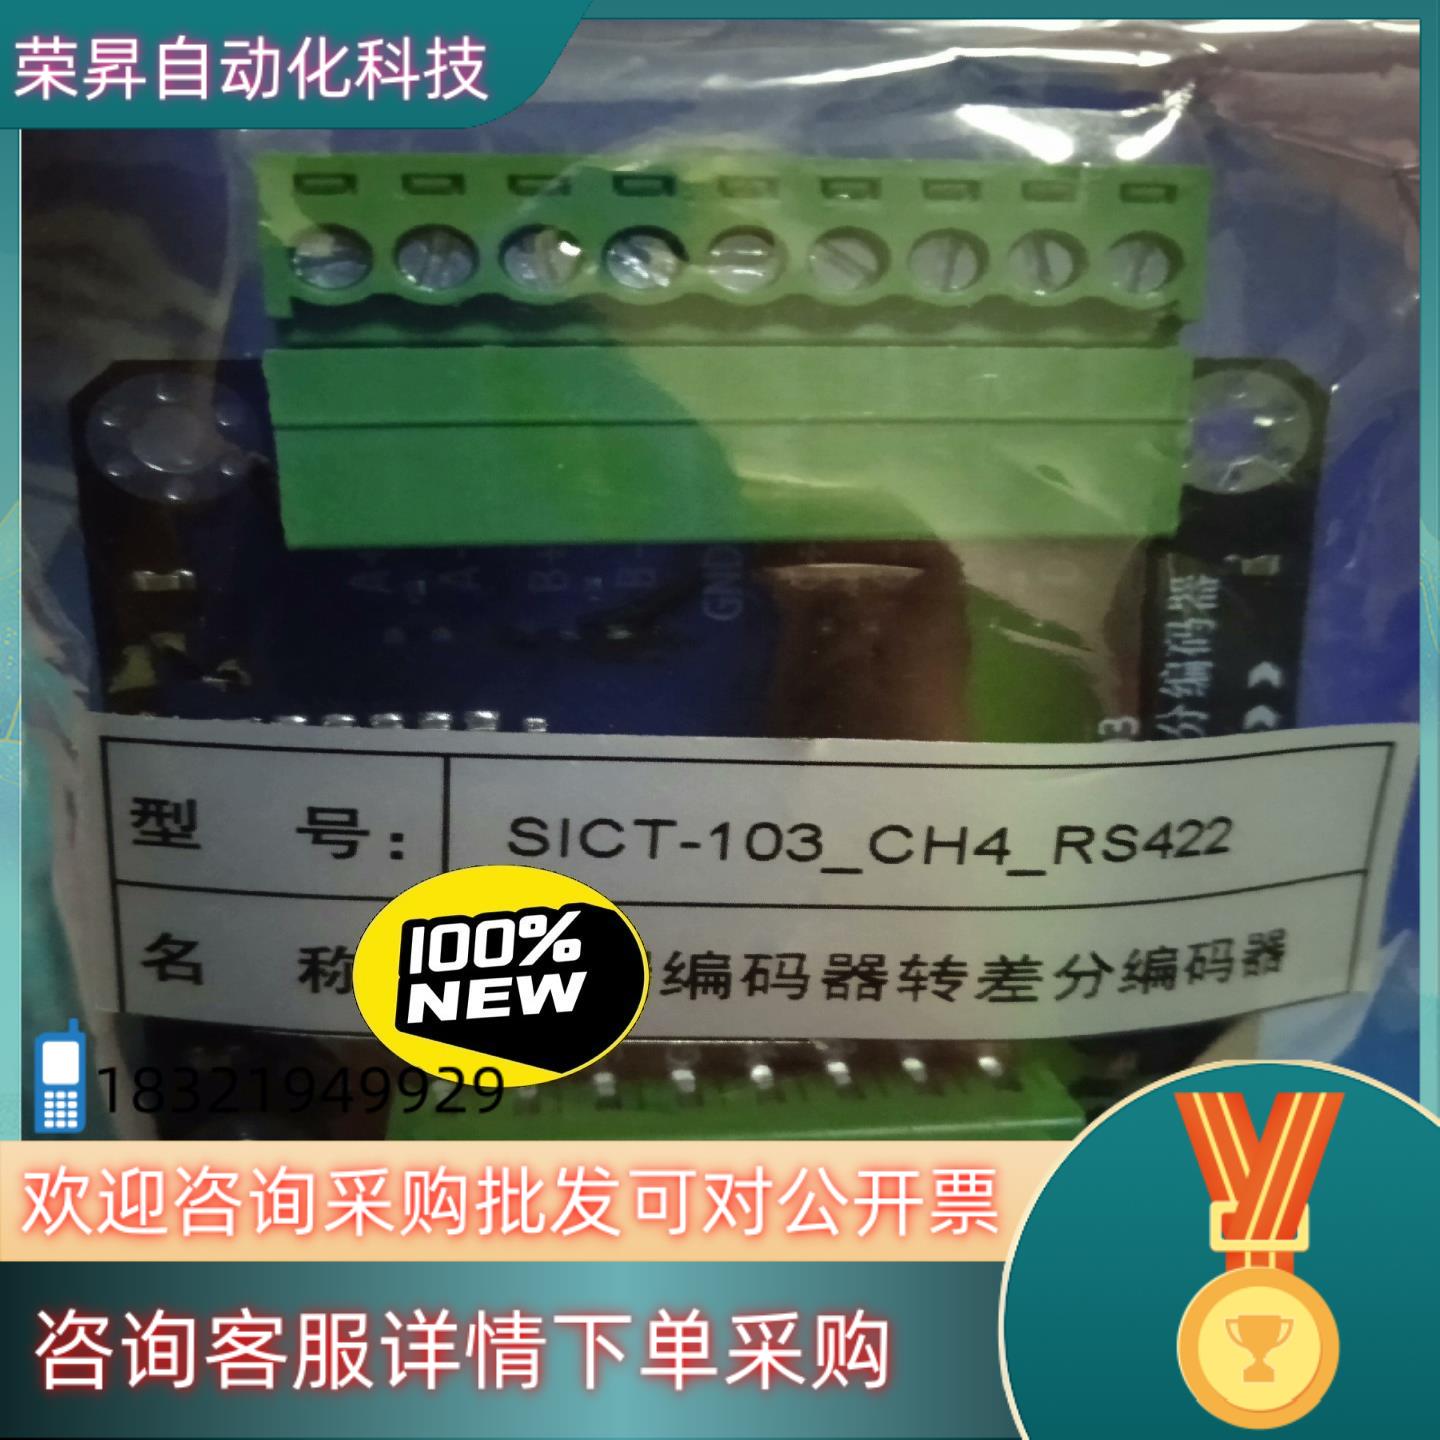 荣昇自动化科技
A+
A-
B+
B-
GND
分编码器
型 号: SICT-103_CH4_RS422
名 称
编码器转差分编码器
100%
NEW
18321949929
欢迎咨询采购批发可对公开票
咨询客服详情下单采购